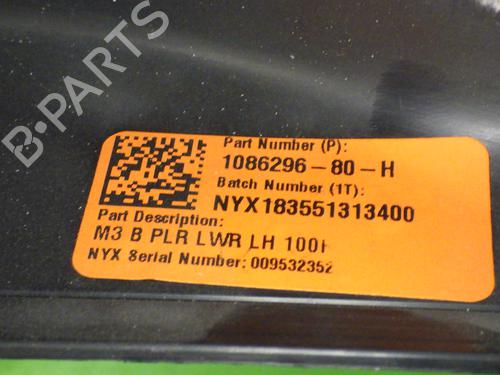 B-PARTS
Part Number (P):
1086296-80-H
Batch Number (1T):
NYX183551313400
Part Description:
M3 B PLR LWR LH 100
NYX Serial Number: 009532352